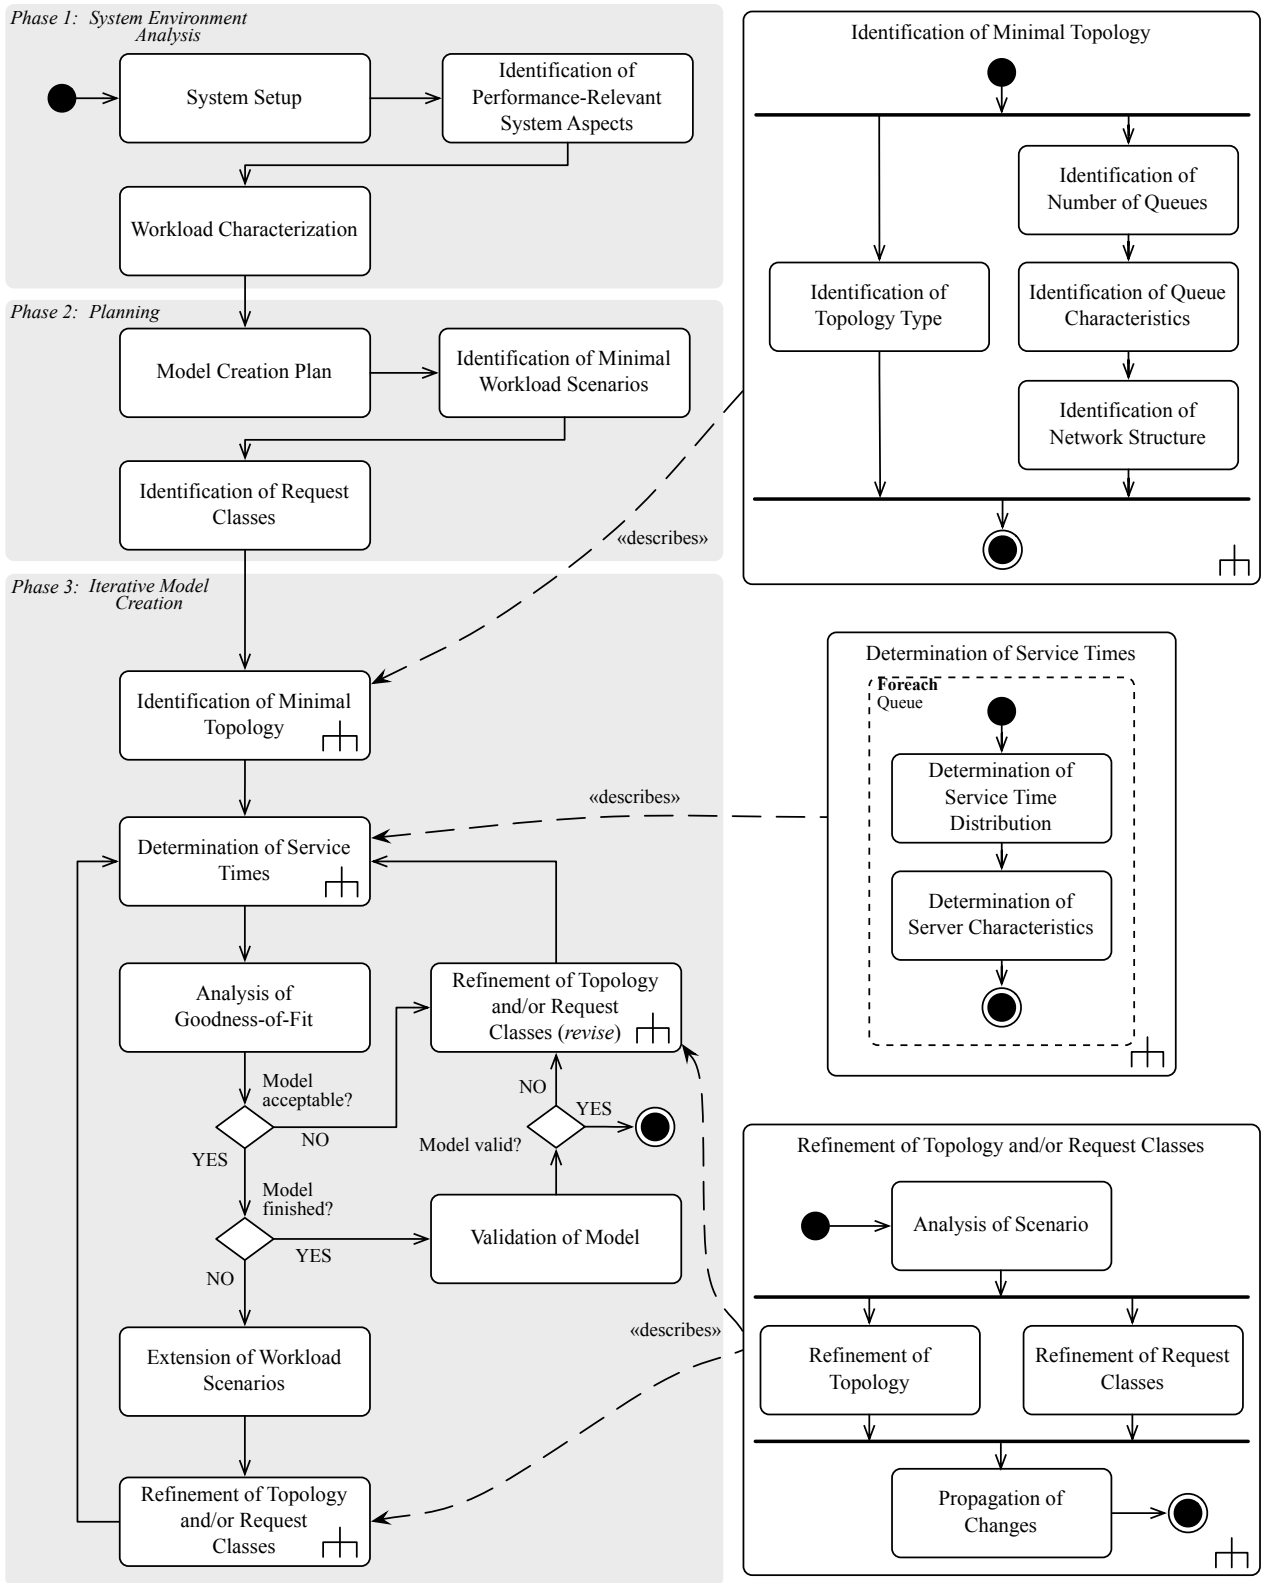 Phase 1: System Environment
Analysis
System Setup
Identification of
Performance-Relevant
System Aspects
Workload Characterization
Phase 2: Planning
Model Creation Plan
Identification of Minimal
Workload Scenarios
Identification of Request
Classes
«describes»
Phase 3: Iterative Model
Creation
Identification of Minimal
Topology
«describes»
Determination of Service
Times
Analysis of
Goodness-of-Fit
Refinement of Topology
and/or Request
Classes (revise)
Model
acceptable?
NO
YES
NO
YES
Model valid?
Model
finished?
YES
NO
Validation of Model
Extension of Workload
Scenarios
«describes»
Refinement of Topology
and/or Request
Classes
Identification of Minimal Topology
Identification of
Number of Queues
Identification of
Topology Type
Identification of Queue
Characteristics
Identification of
Network Structure
Determination of Service Times
Foreach
Queue
Determination of
Service Time
Distribution
Determination of
Server Characteristics
Refinement of Topology and/or Request Classes
Analysis of Scenario
Refinement of
Topology
Refinement of Request
Classes
Propagation of
Changes